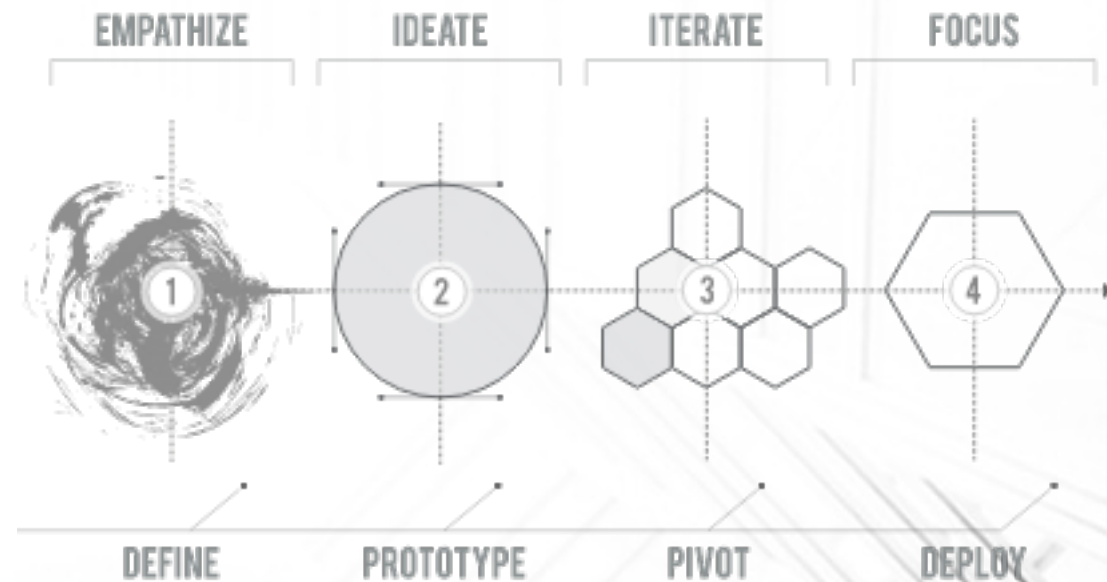 EMPATHIZE IDEATE ITERATE FOCUS
1 2 3 4
DEFINE PROTOTYPE PIVOT DEPLOY